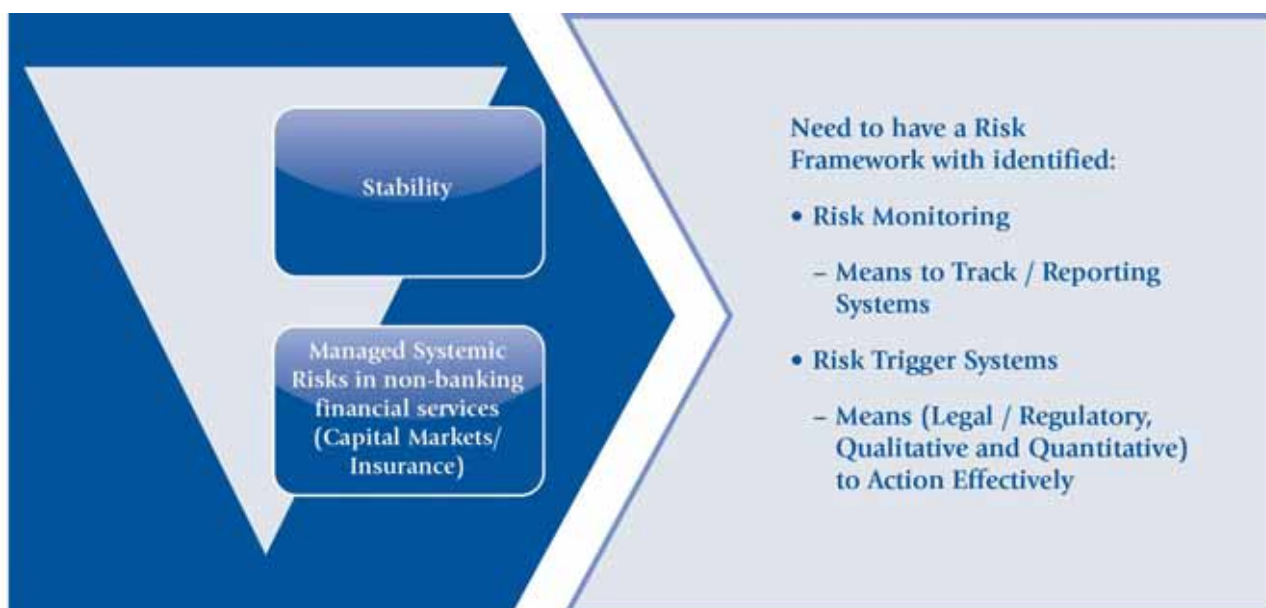 Stability
Managed Systemic
Risks in non-banking
financial services
(Capital Markets/
Insurance)
Need to have a Risk
Framework with identified:
• Risk Monitoring
– Means to Track / Reporting
Systems
• Risk Trigger Systems
– Means (Legal / Regulatory,
Qualitative and Quantitative)
to Action Effectively